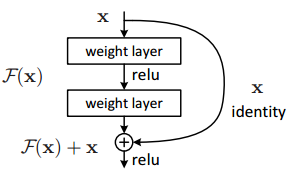 x
weight layer
relu
F(x)
weight layer
x
identity
F(x) + x
+
relu